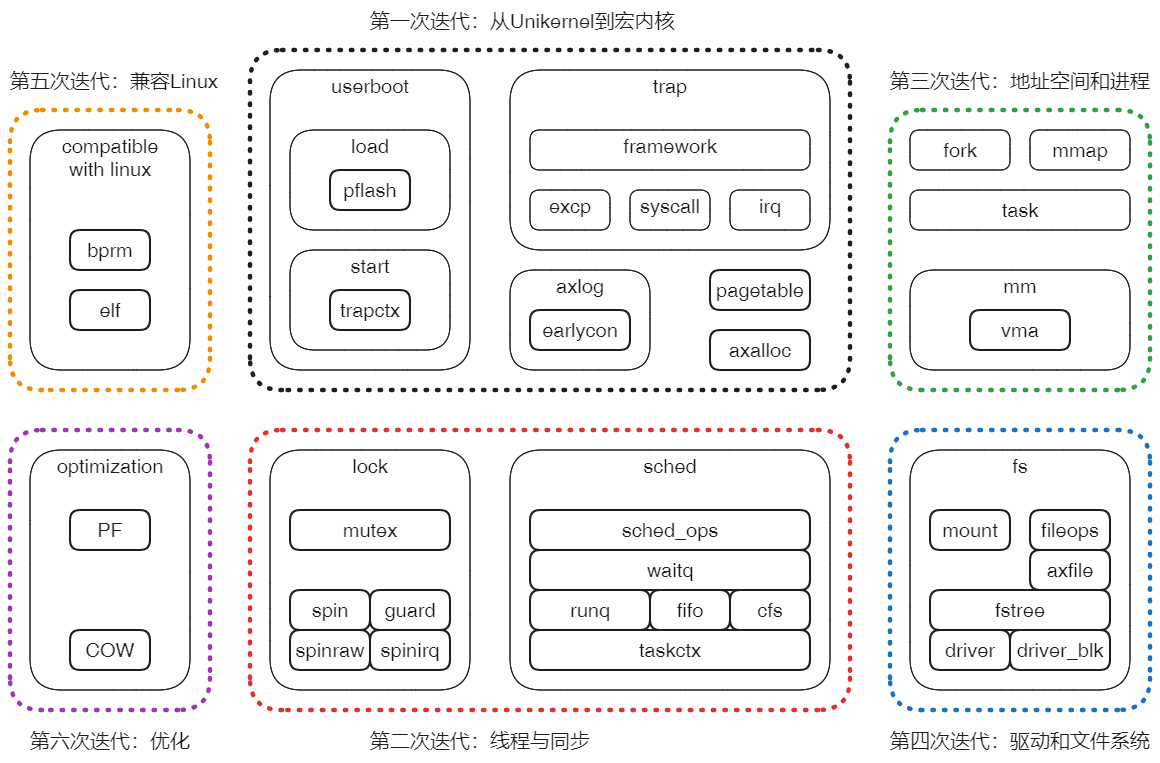 第一次迭代：从Unikernel到宏内核
userboot
load
pflash
start
trapctx
trap
framework
excp
syscall
irq
axlog
earlycon
pagetable
axalloc
第五次迭代：兼容Linux
compatible
with linux
bprm
elf
第三次迭代：地址空间和进程
fork
mmap
task
mm
vma
optimization
PF
COW
第六次迭代：优化
lock
mutex
spin
guard
spinraw
spinirq
sched
sched_ops
waitq
runq
fifo
cfs
taskctx
第二次迭代：线程与同步
fs
mount
fileops
axfile
fstree
driver
driver_blk
第四次迭代：驱动和文件系统